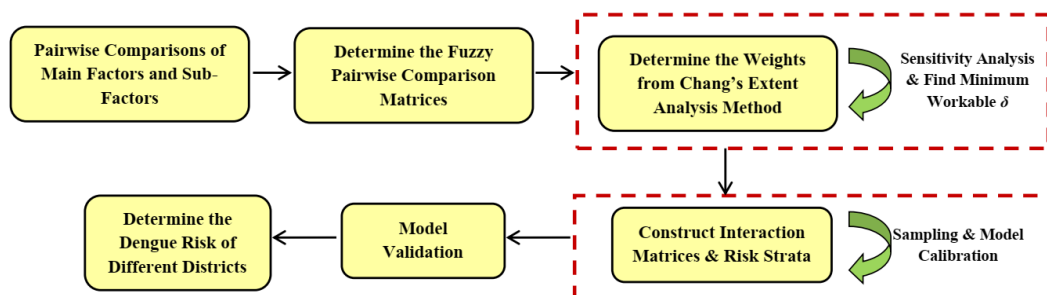 Pairwise Comparisons of
Main Factors and Sub-
Factors
Determine the Fuzzy
Pairwise Comparison
Matrices
Determine the Weights
from Chang's Extent
Analysis Method
Sensitivity Analysis
& Find Minimum
Workable δ
Construct Interaction
Matrices & Risk Strata
Sampling & Model
Calibration
Model
Validation
Determine the
Dengue Risk of
Different Districts